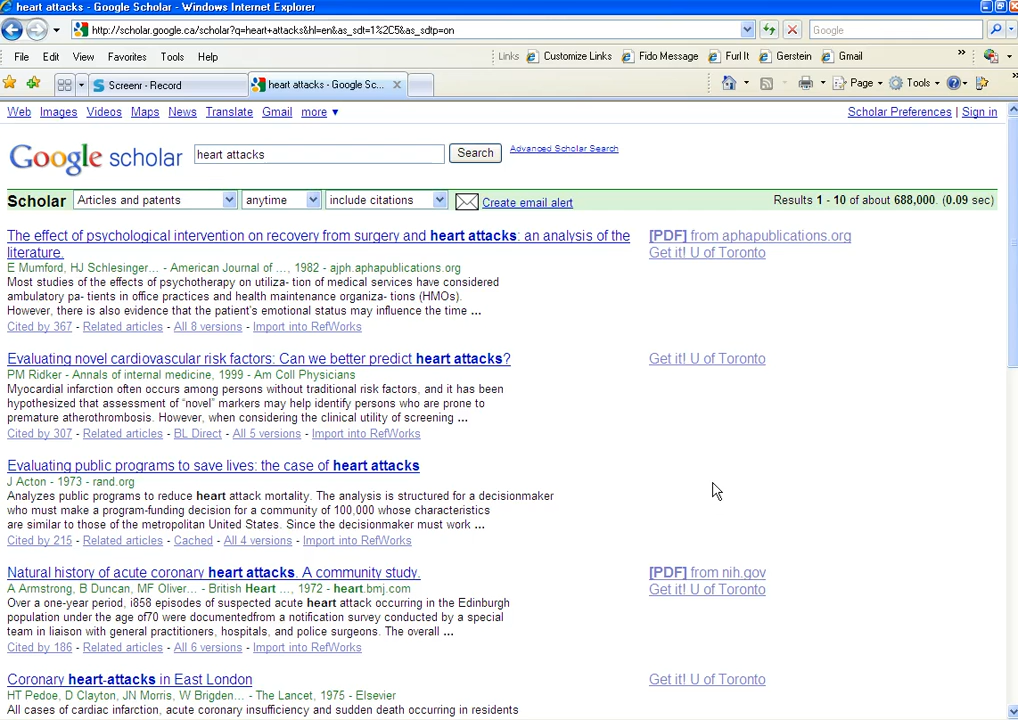 heart attacks - Google Scholar - Windows Internet Explorer
http://scholar.google.ca/scholar?q=heart+attacks&hl=en&as_sdt=1%2C5&as_sdtp=on
Google
File Edit View Favorites Tools Help
Links Customize Links Fido Message Furl It Gerstein Gmail »
Screenr - Record
heart attacks - Google Sc...
Page Tools
Web Images Videos Maps News Translate Gmail more ▼
Scholar Preferences | Sign in
Google scholar
heart attacks
Search
Advanced Scholar Search
Scholar Articles and patents anytime include citations Create email alert
Results 1 - 10 of about 688,000. (0.09 sec)
The effect of psychological intervention on recovery from surgery and heart attacks: an analysis of the
literature.
[PDF] from aphapublications.org
Get it! U of Toronto
E Mumford, HJ Schlesinger... - American Journal of ..., 1982 - ajph.aphapublications.org
Most studies of the effects of psychotherapy on utiliza- tion of medical services have considered
ambulatory pa- tients in office practices and health maintenance organiza- tions (HMOs).
However, there is also evidence that the patient's emotional status may influence the time ...
Cited by 367 - Related articles - All 8 versions - Import into RefWorks
Evaluating novel cardiovascular risk factors: Can we better predict heart attacks?
Get it! U of Toronto
PM Ridker - Annals of internal medicine, 1999 - Am Coll Physicians
Myocardial infarction often occurs among persons without traditional risk factors, and it has been
hypothesized that assessment of "novel" markers may help identify persons who are prone to
premature atherothrombosis. However, when considering the clinical utility of screening ...
Cited by 307 - Related articles - BL Direct - All 5 versions - Import into RefWorks
Evaluating public programs to save lives: the case of heart attacks
J Acton - 1973 - rand.org
Analyzes public programs to reduce heart attack mortality. The analysis is structured for a decisionmaker
who must make a program-funding decision for a community of 100,000 whose characteristics
are similar to those of the metropolitan United States. Since the decisionmaker must work ...
Cited by 215 - Related articles - Cached - All 4 versions - Import into RefWorks
Natural history of acute coronary heart attacks. A community study.
[PDF] from nih.gov
Get it! U of Toronto
A Armstrong, B Duncan, MF Oliver... - British Heart ..., 1972 - heart.bmj.com
Over a one-year period, i858 episodes of suspected acute heart attack occurring in the Edinburgh
population under the age of70 were documentedfrom a notification survey conducted by a special
team in liaison with general practitioners, hospitals, and police surgeons. The overall ...
Cited by 186 - Related articles - All 6 versions - Import into RefWorks
Coronary heart-attacks in East London
Get it! U of Toronto
HT Pedoe, D Clayton, JN Morris, W Brigden... - The Lancet, 1975 - Elsevier
All cases of cardiac infarction, acute coronary insufficiency and sudden death occurring in residents